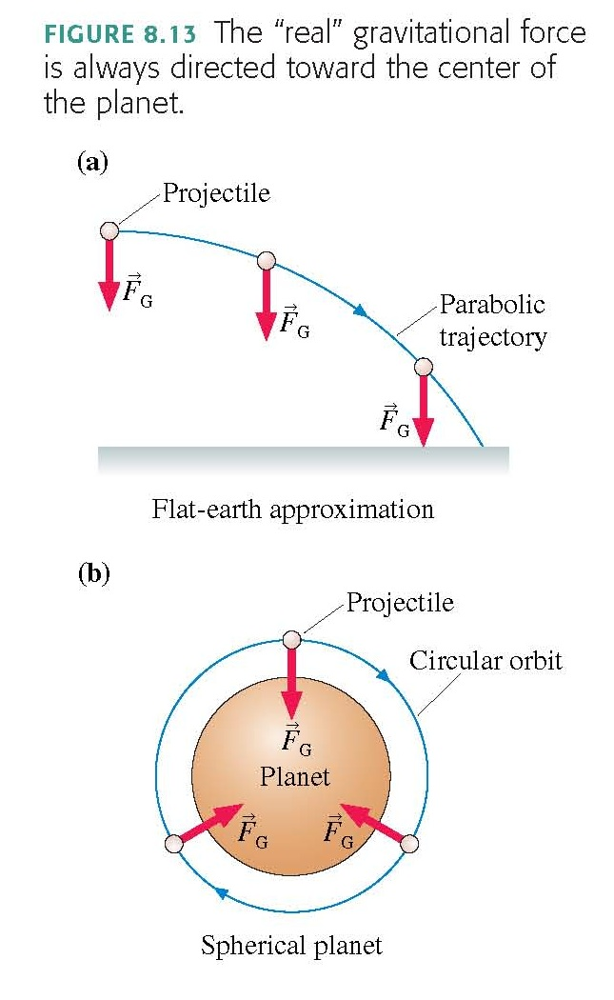 FIGURE 8.13 The “real” gravitational force
is always directed toward the center of
the planet.
(a)
Projectile
F⃗G
F⃗G
Parabolic
trajectory
F⃗G
Flat-earth approximation
(b)
Projectile
Circular orbit
F⃗G
Planet
F⃗G
F⃗G
Spherical planet